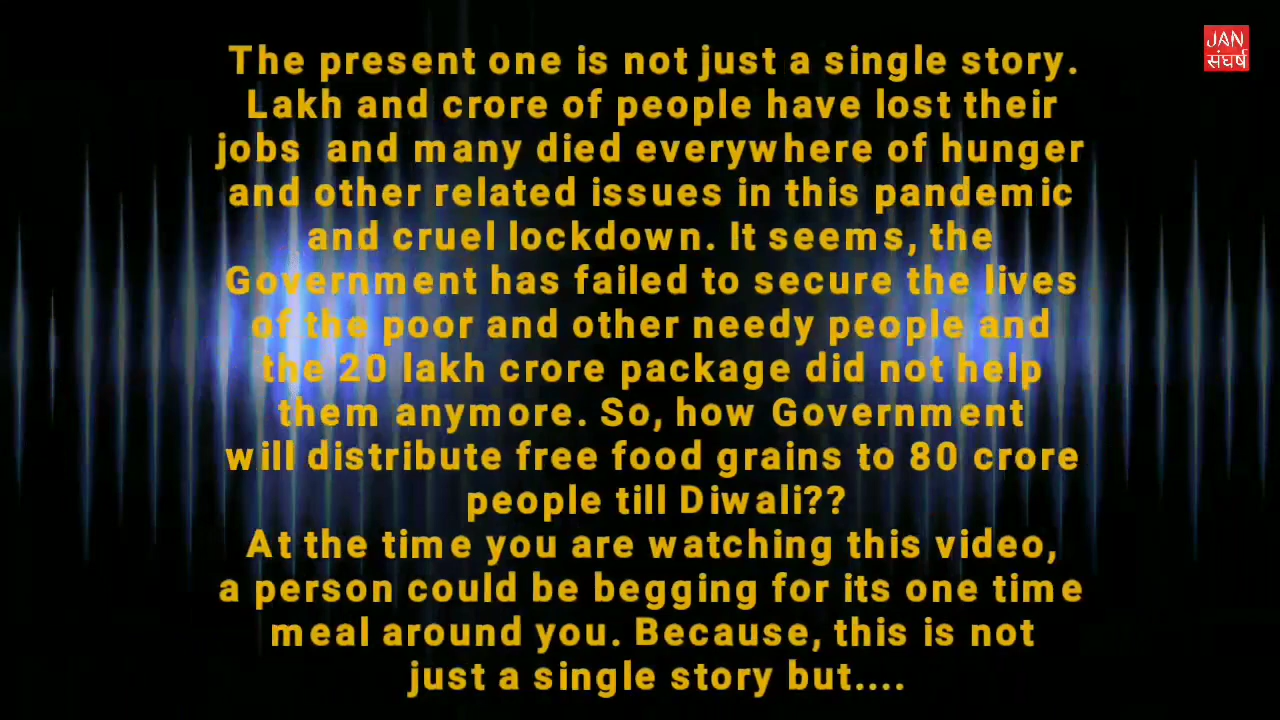 JAN
संघर्ष
The present one is not just a single story.
Lakh and crore of people have lost their
jobs and many died everywhere of hunger
and other related issues in this pandemic
and cruel lockdown. It seems, the
Government has failed to secure the lives
of the poor and other needy people and
the 20 lakh crore package did not help
them anymore. So, how Government
will distribute free food grains to 80 crore
people till Diwali??
At the time you are watching this video,
a person could be begging for its one time
meal around you. Because, this is not
just a single story but....